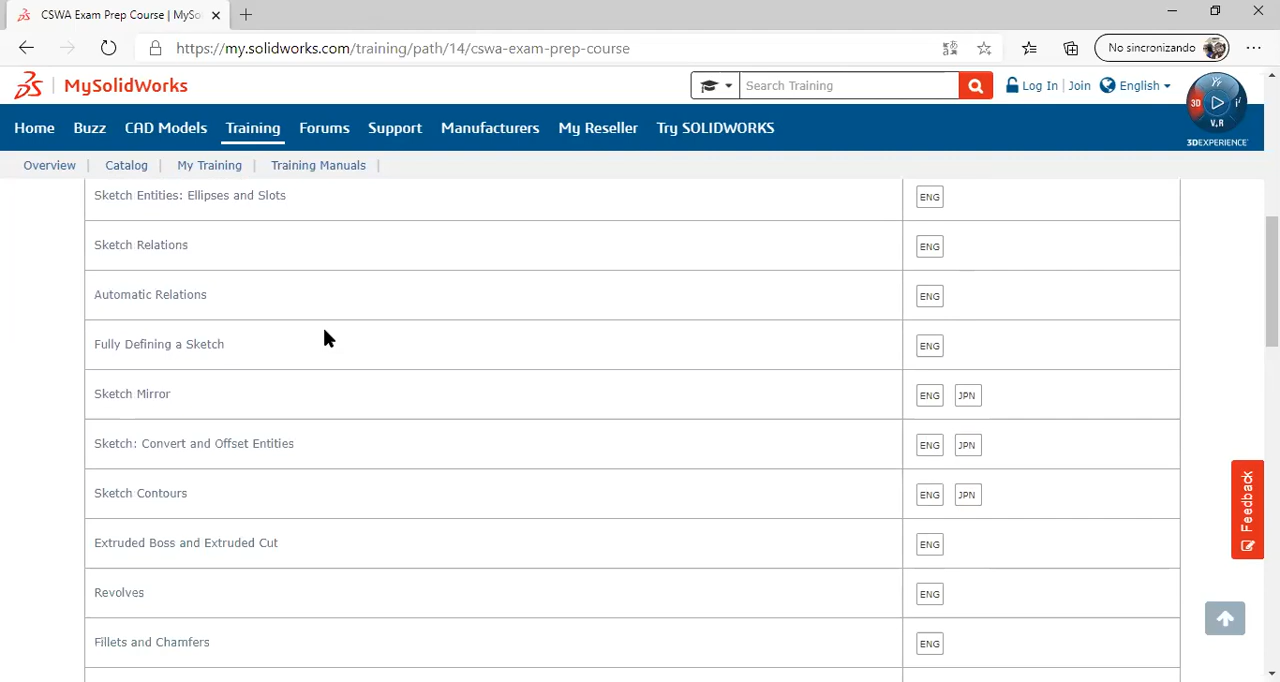 CSWA Exam Prep Course | MySo
https://my.solidworks.com/training/path/14/cswa-exam-prep-course
No sincronizando
MySolidWorks
Search Training
Log In | Join
English
Home Buzz CAD Models Training Forums Support Manufacturers My Reseller Try SOLIDWORKS
3D
V.R
3DEXPERIENCE
Overview | Catalog | My Training | Training Manuals |
Sketch Entities: Ellipses and Slots ENG
Sketch Relations ENG
Automatic Relations ENG
Fully Defining a Sketch ENG
Sketch Mirror ENG JPN
Sketch: Convert and Offset Entities ENG JPN
Sketch Contours ENG JPN
Extruded Boss and Extruded Cut ENG
Revolves ENG
Fillets and Chamfers ENG
Feedback